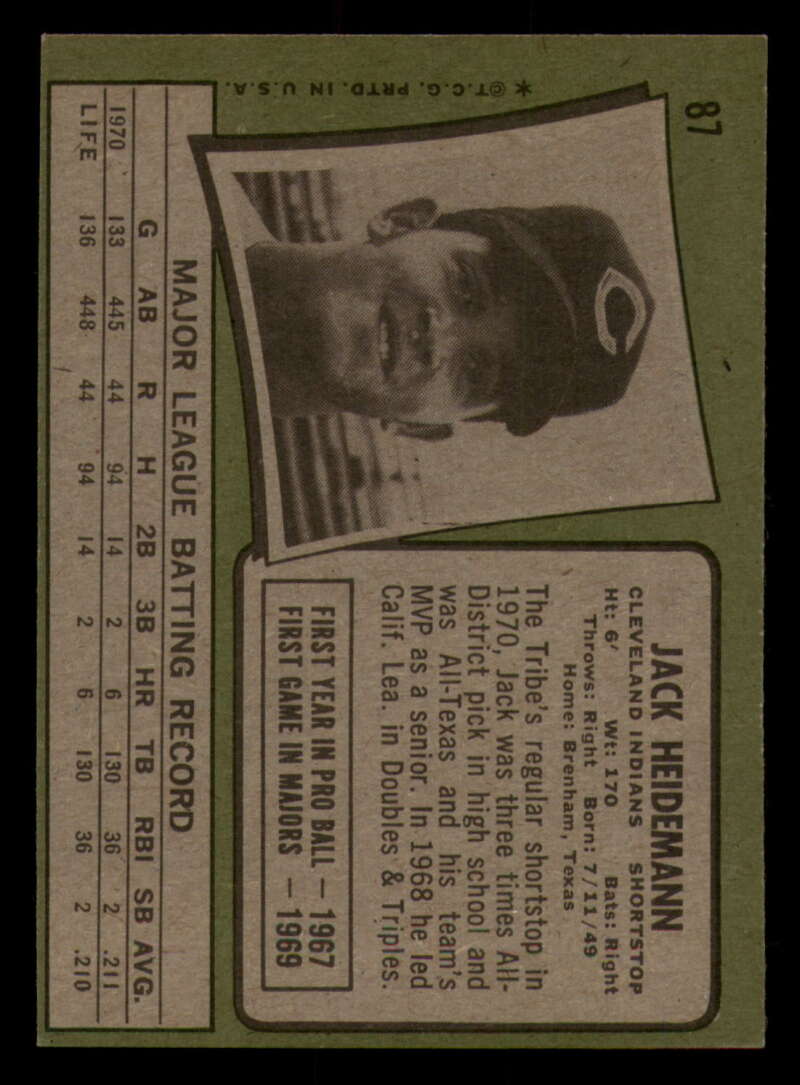 87
* ©T.C.G. PRTD. IN U.S.A.
C
JACK HEIDEMANN
CLEVELAND INDIANS SHORTSTOP
Ht: 6' Wt: 170 Bats: Right
Throws: Right Born: 7/11/49
Home: Brenham, Texas
The Tribe's regular shortstop in
1970, Jack was three times All-
District pick in high school and
was All-Texas and his team's
MVP as a senior. In 1968 he led
Calif. Lea. in Doubles & Triples.
FIRST YEAR IN PRO BALL — 1967
FIRST GAME IN MAJORS — 1969
MAJOR LEAGUE BATTING RECORD
G AB R H 2B 3B HR TB RBI SB AVG.
1970 133 445 44 94 14 2 6 130 36 2 .211
LIFE 136 448 44 94 14 2 6 130 36 2 .210